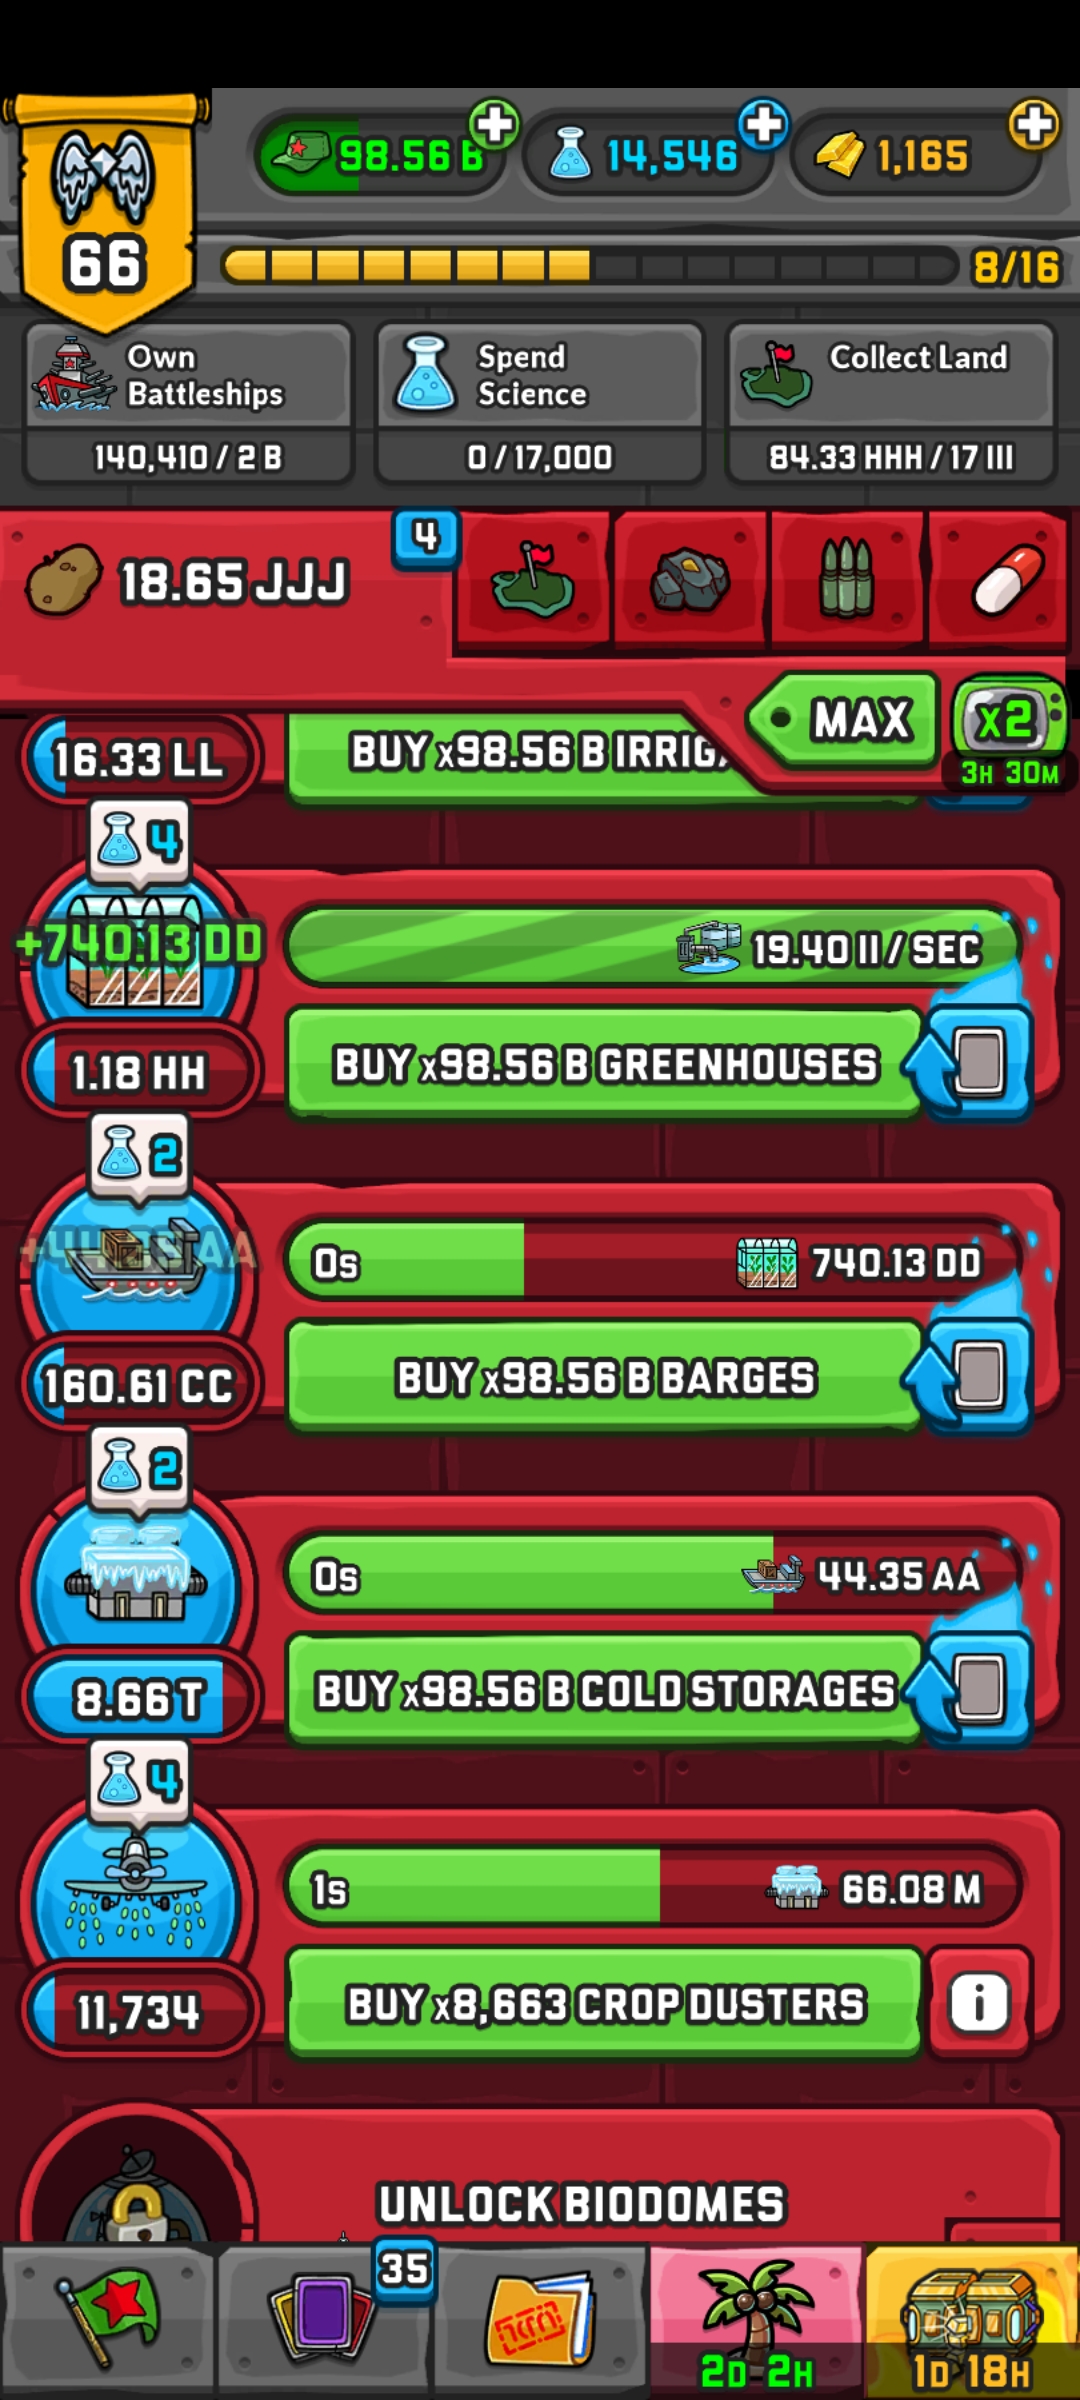 98.56 B
14,546
1,165
66
8/16
Own
Battleships
140,410 / 2 B
Spend
Science
0 / 17,000
Collect Land
84.33 HHH / 17 III
18.65 JJJ
4
MAX
x2
3H 30M
16.33 LL
BUY x98.56 B
4
+740.13 DD
19.40 II / SEC
1.18 HH
BUY x98.56 B GREENHOUSES
2
0s
740.13 DD
160.61 CC
BUY x98.56 B BARGES
2
0s
44.35 AA
8.66 T
BUY x98.56 B COLD STORAGES
4
1s
66.08 M
11,734
BUY x8,663 CROP DUSTERS
i
UNLOCK BIODOMES
35
2D 2H
1D 18H